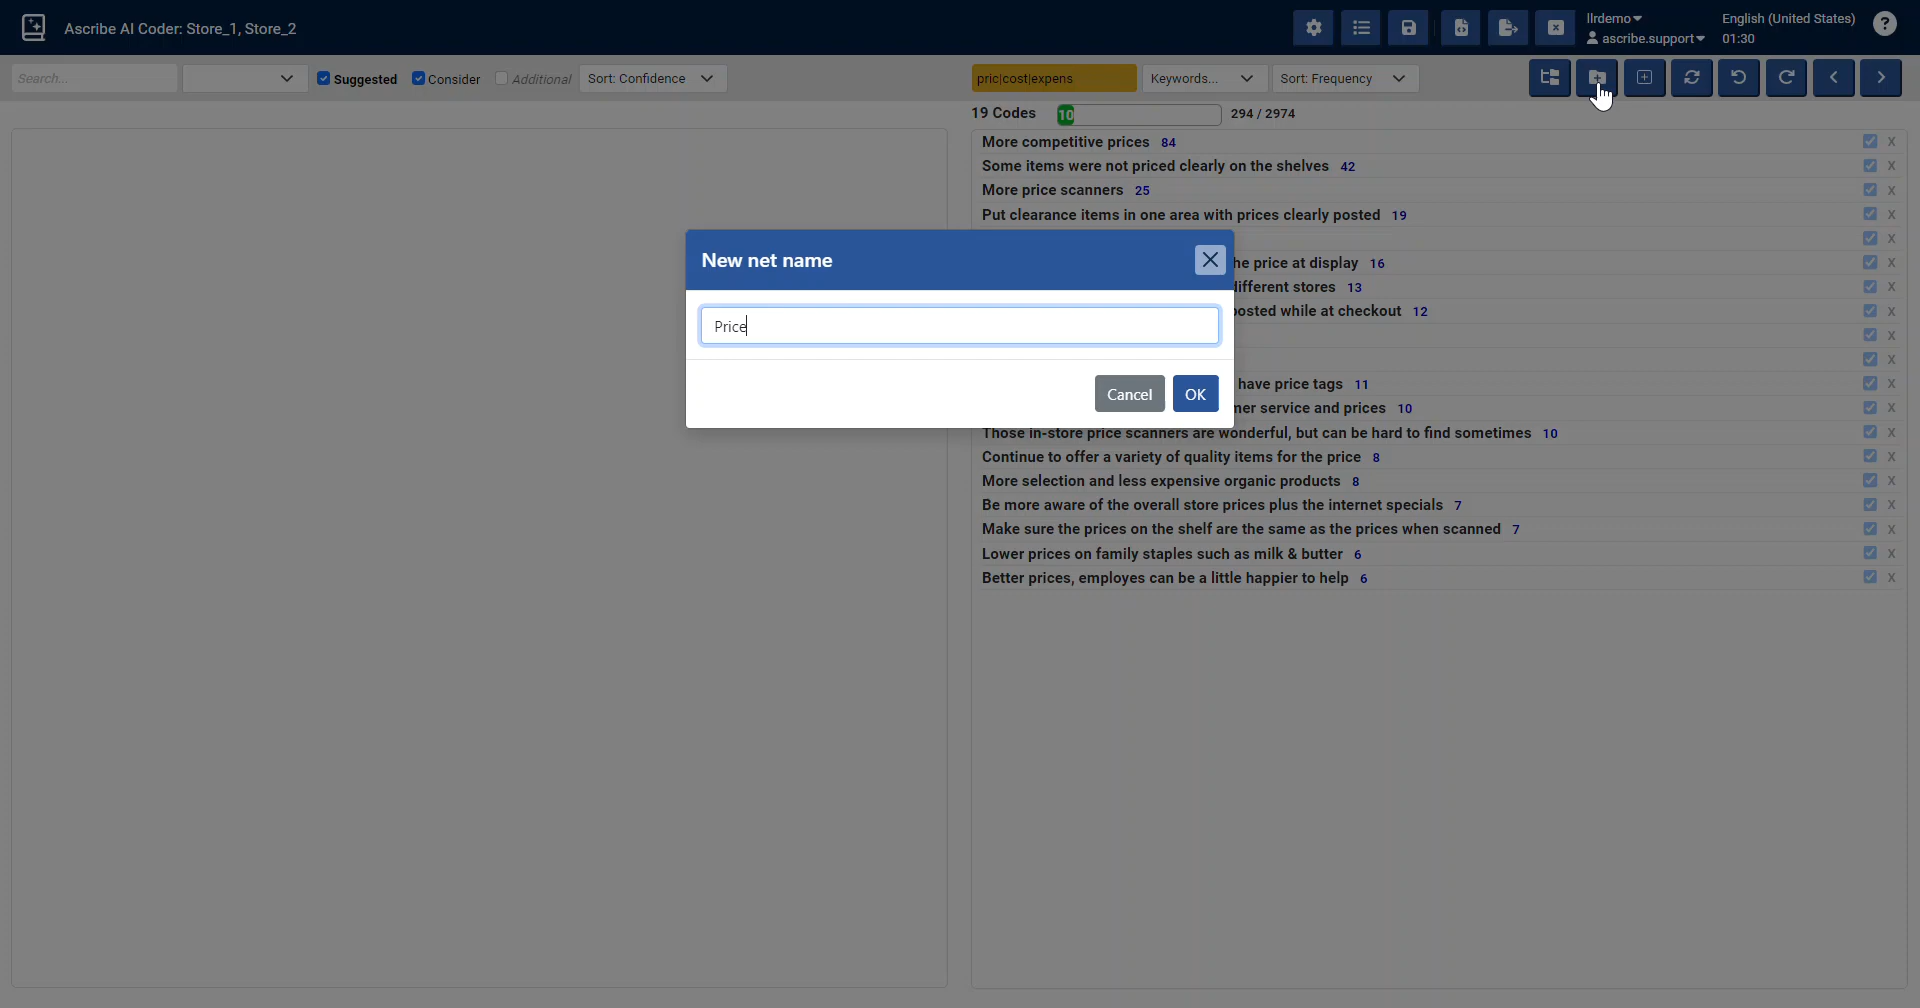 Ascribe AI Coder: Store_1, Store_2
llrdemo
ascribe.support
English (United States)
01:30
?
Search...
Suggested
Consider
Additional
Sort: Confidence
pric|cost|expens
Keywords...
Sort: Frequency
19 Codes
10
294 / 2974
More competitive prices 84 X
Some items were not priced clearly on the shelves 42 X
More price scanners 25 X
Put clearance items in one area with prices clearly posted 19 X
X
he price at display 16 X
different stores 13 X
posted while at checkout 12 X
X
X
have price tags 11 X
mer service and prices 10 X
Those in-store price scanners are wonderful, but can be hard to find sometimes 10 X
Continue to offer a variety of quality items for the price 8 X
More selection and less expensive organic products 8 X
Be more aware of the overall store prices plus the internet specials 7 X
Make sure the prices on the shelf are the same as the prices when scanned 7 X
Lower prices on family staples such as milk & butter 6 X
Better prices, employes can be a little happier to help 6 X
New net name
Price
Cancel
OK